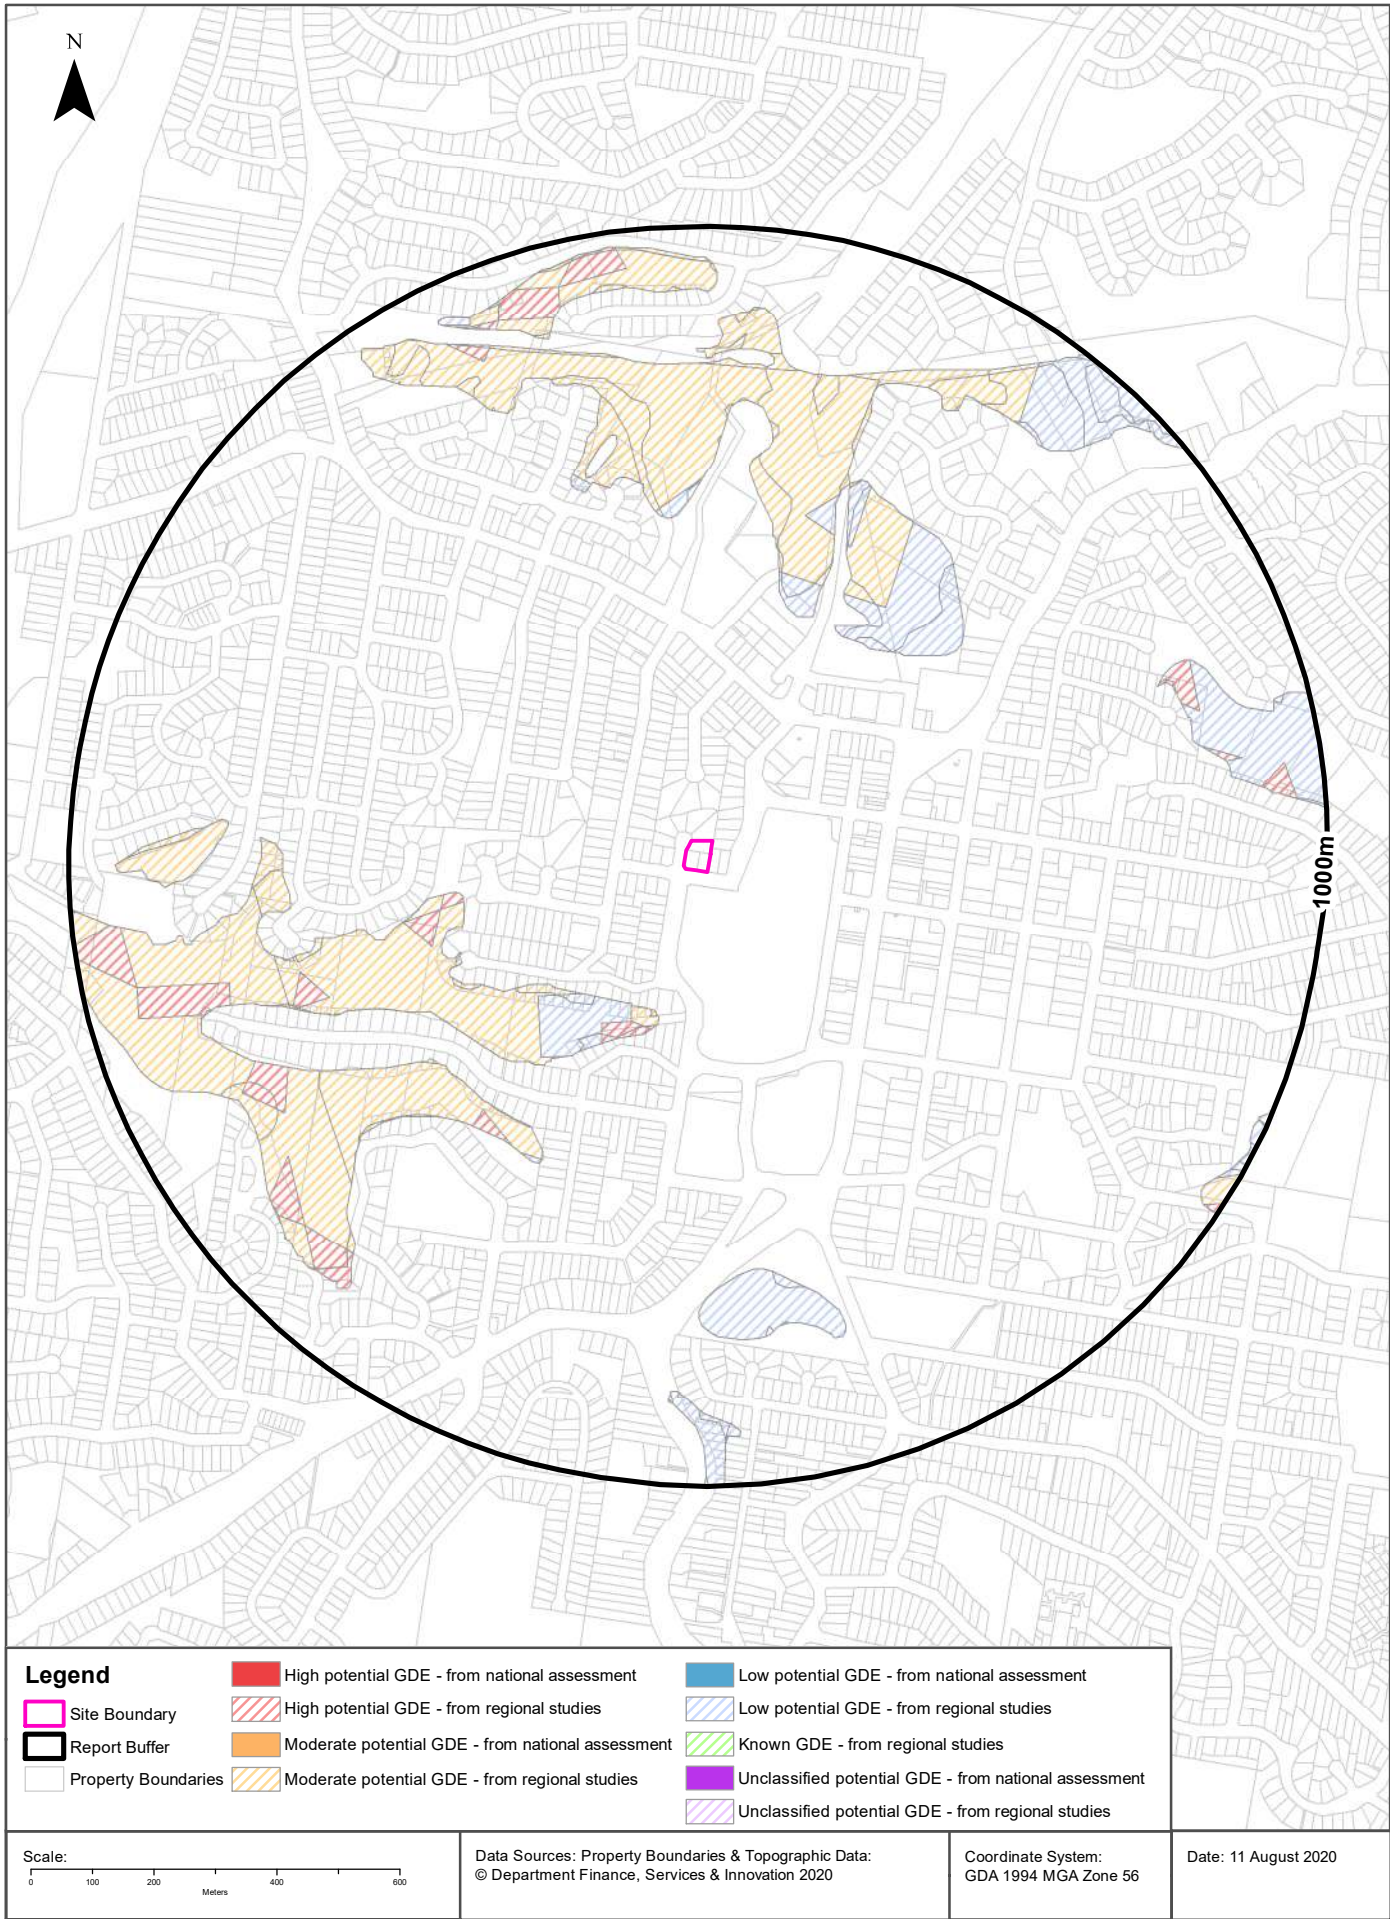 N
1000m
Legend
Site Boundary
Report Buffer
Property Boundaries
High potential GDE - from national assessment
High potential GDE - from regional studies
Moderate potential GDE - from national assessment
Moderate potential GDE - from regional studies
Low potential GDE - from national assessment
Low potential GDE - from regional studies
Known GDE - from regional studies
Unclassified potential GDE - from national assessment
Unclassified potential GDE - from regional studies
Scale:
0 100 200 400 600
Meters
Data Sources: Property Boundaries & Topographic Data:
© Department Finance, Services & Innovation 2020
Coordinate System:
GDA 1994 MGA Zone 56
Date: 11 August 2020